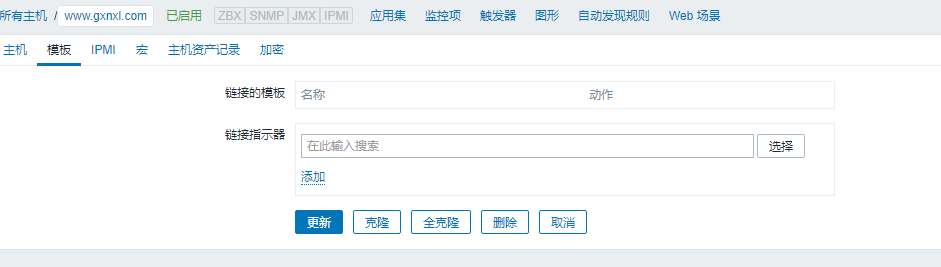 所有主机 / www.gxnxl.com 已启用 ZBX SNMP JMX IPMI 应用集 监控项 触发器 图形 自动发现规则 Web 场景
主机 模板 IPMI 宏 主机资产记录 加密
链接的模板 名称 动作
链接指示器
在此输入搜索 选择
添加
更新 克隆 全克隆 删除 取消